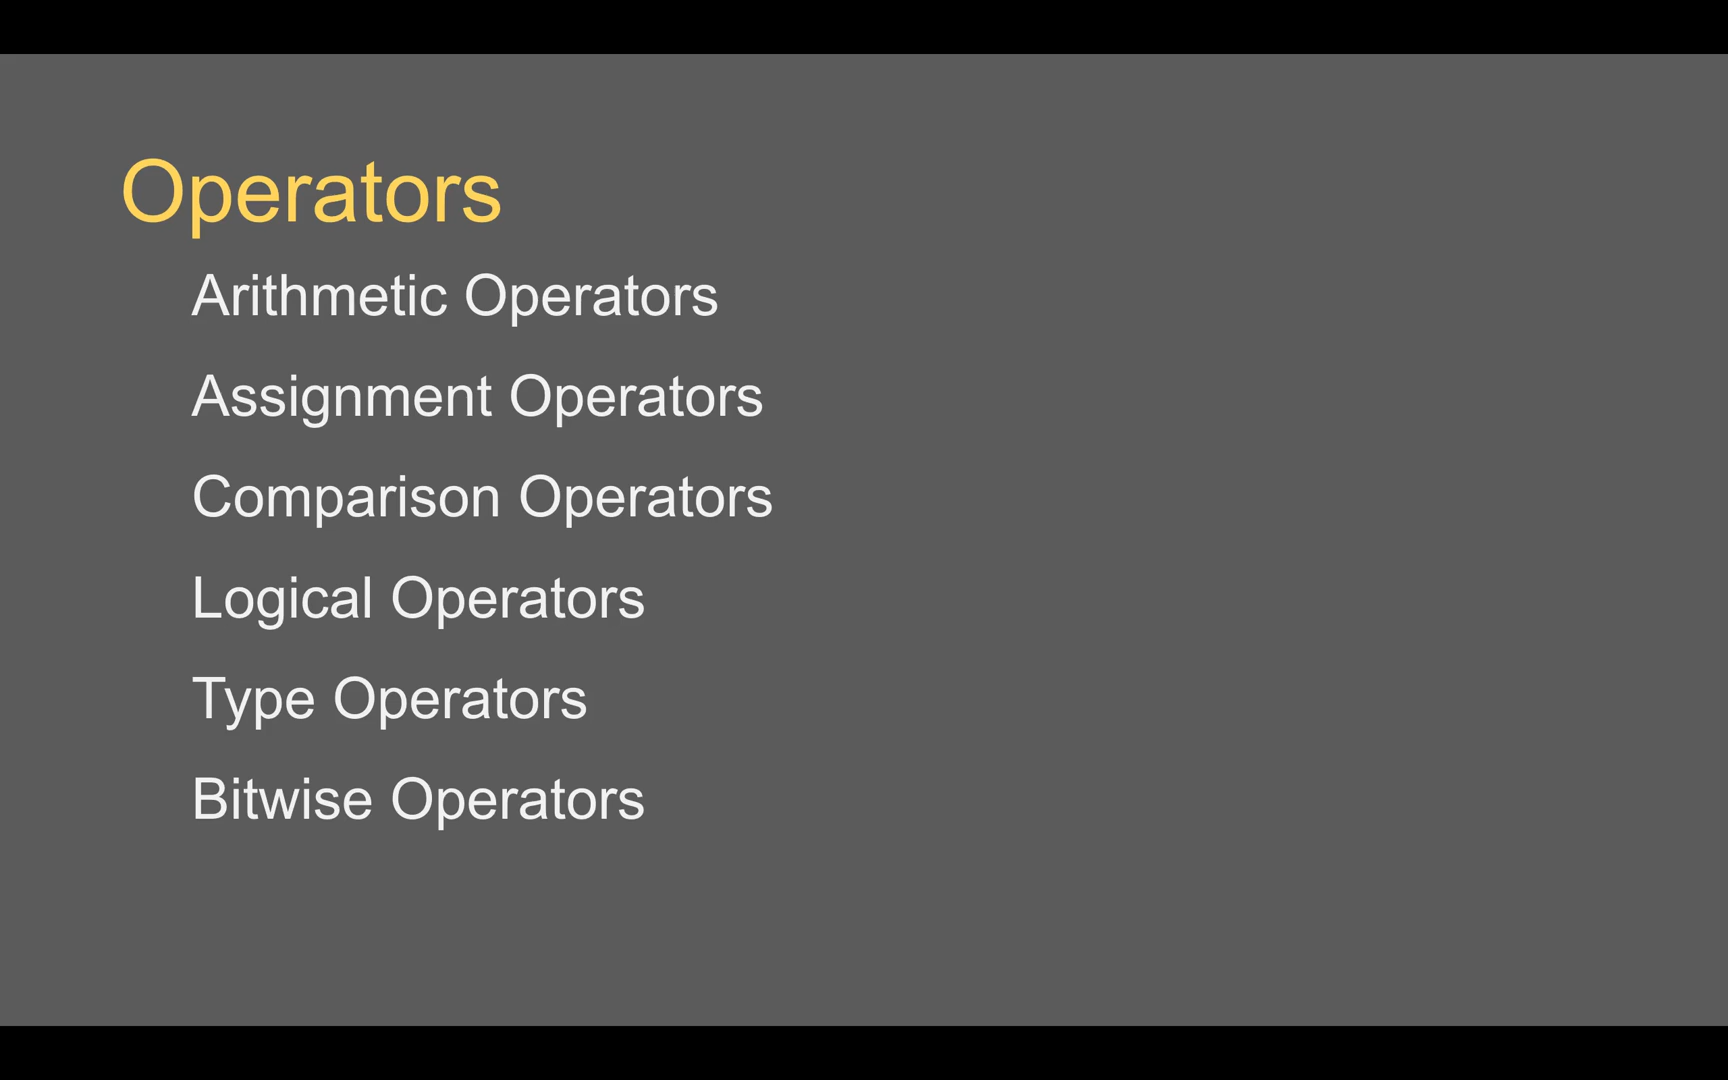 Operators
Arithmetic Operators
Assignment Operators
Comparison Operators
Logical Operators
Type Operators
Bitwise Operators